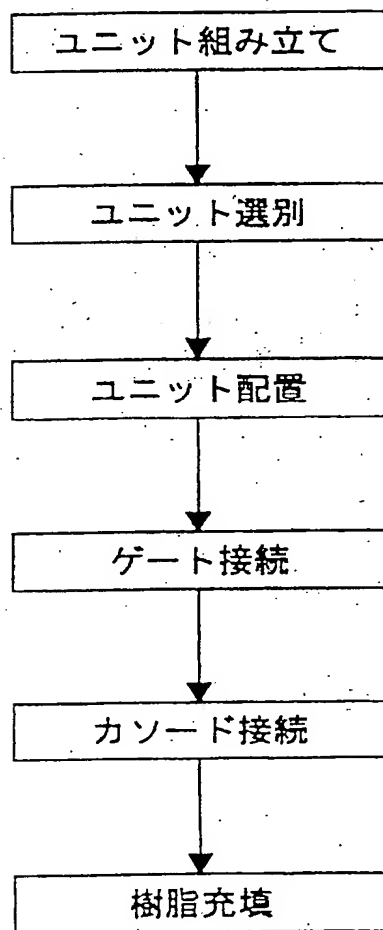 ユニット組み立て
ユニット選別
ユニット配置
ゲート接続
カソード接続
樹脂充填